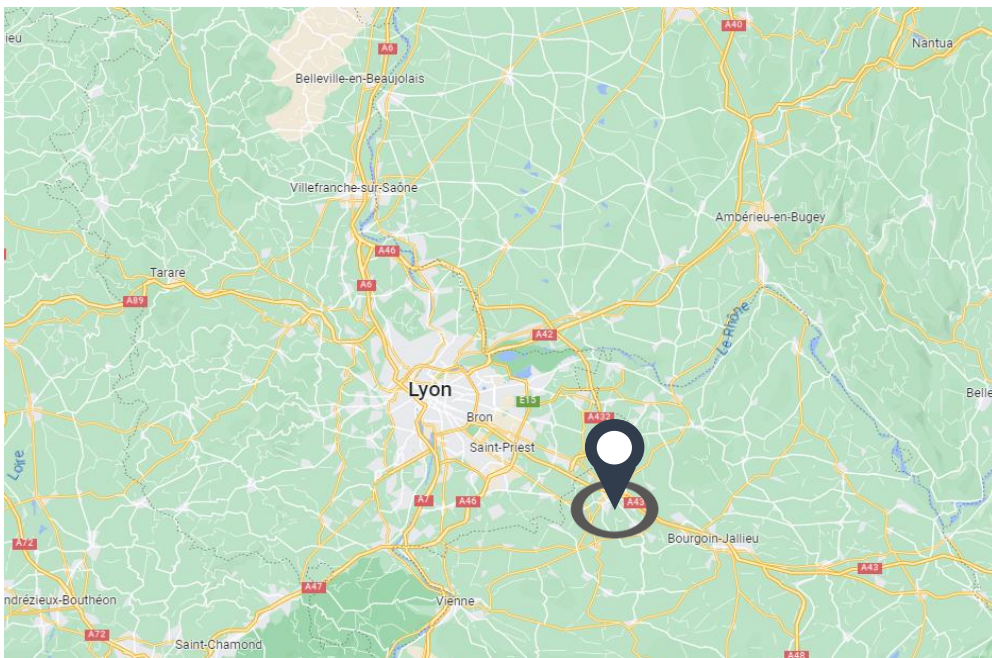 A40
ieu
Nantua
A6
Belleville-en-Beaujolais
Villefranche-sur-Saône
Ambérieu-en-Bugey
A46
Tarare
A6
A89
Le Rhône
A42
Lyon
Belle
E15
Bron
A432
Saint-Priest
Loire
A7
A46
A43
Bourgoin-Jallieu
A72
A43
A47
ndrézieux-Bouthéon
Vienne
A72
Saint-Chamond
A48